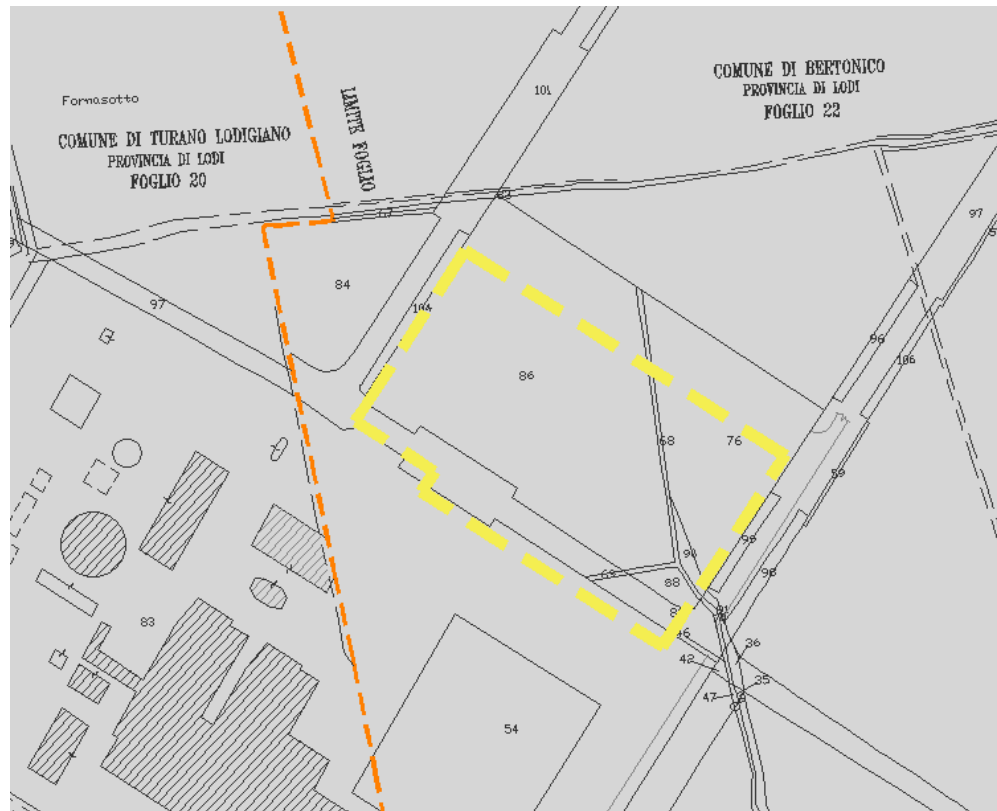 101
COMUNE DI BERTONICO
PROVINCIA DI LODI
FOGLIO 22
Fornasotto
COMUNE DI TURANO LODIGIANO
PROVINCIA DI LODI
FOGLIO 20
LIMITE FOGLIO
97
84
97
104
86
96
106
68
76
59
99
98
69
88
83
54
46
42
36
47
35